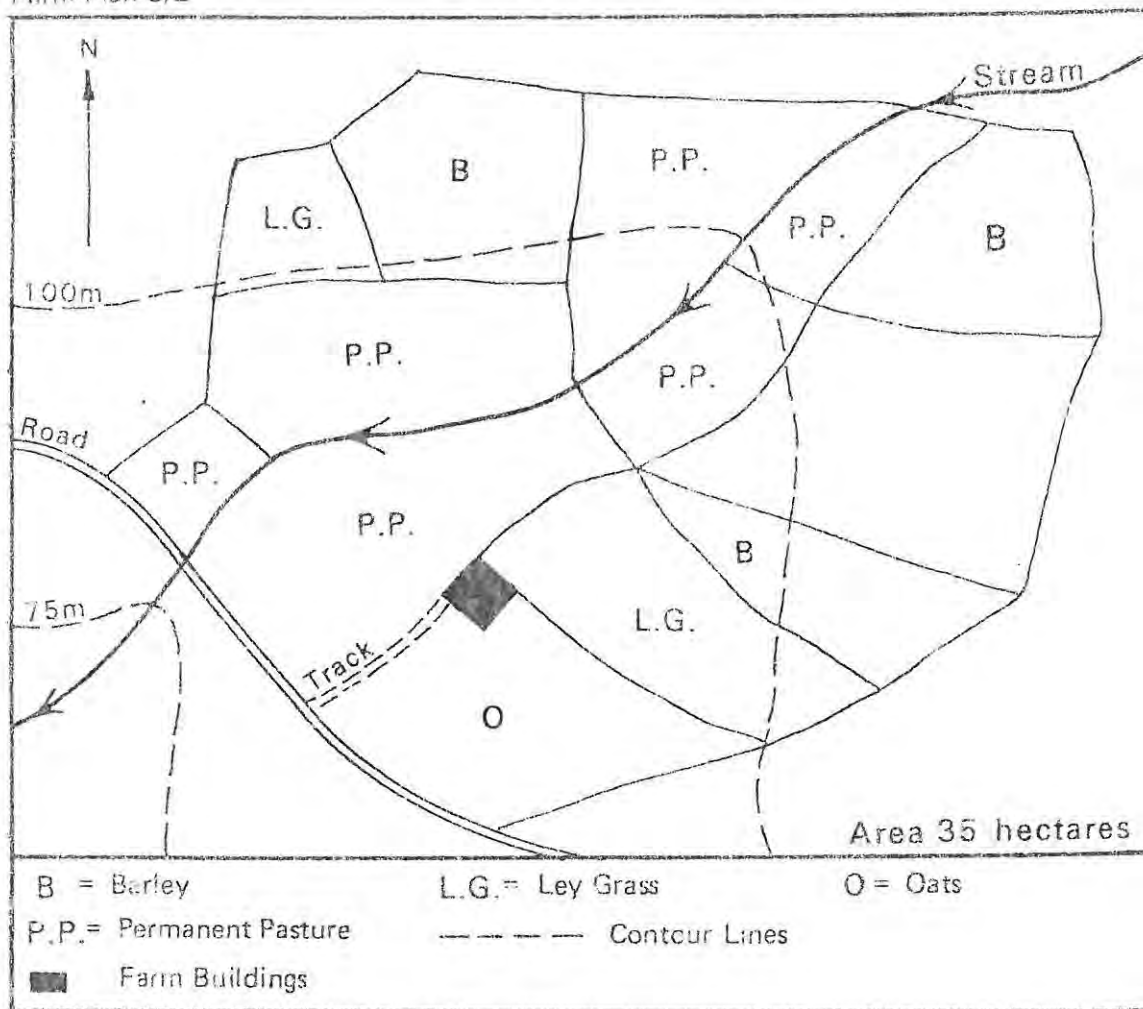 N
Stream
B
P.P.
L.G.
P.P.
B
100m
P.P.
P.P.
Road
P.P.
P.P.
B
75m
L.G.
Track
O
Area 35 hectares
B = Barley
L.G. = Ley Grass
O = Oats
P.P. = Permanent Pasture
Contour Lines
Farm Buildings